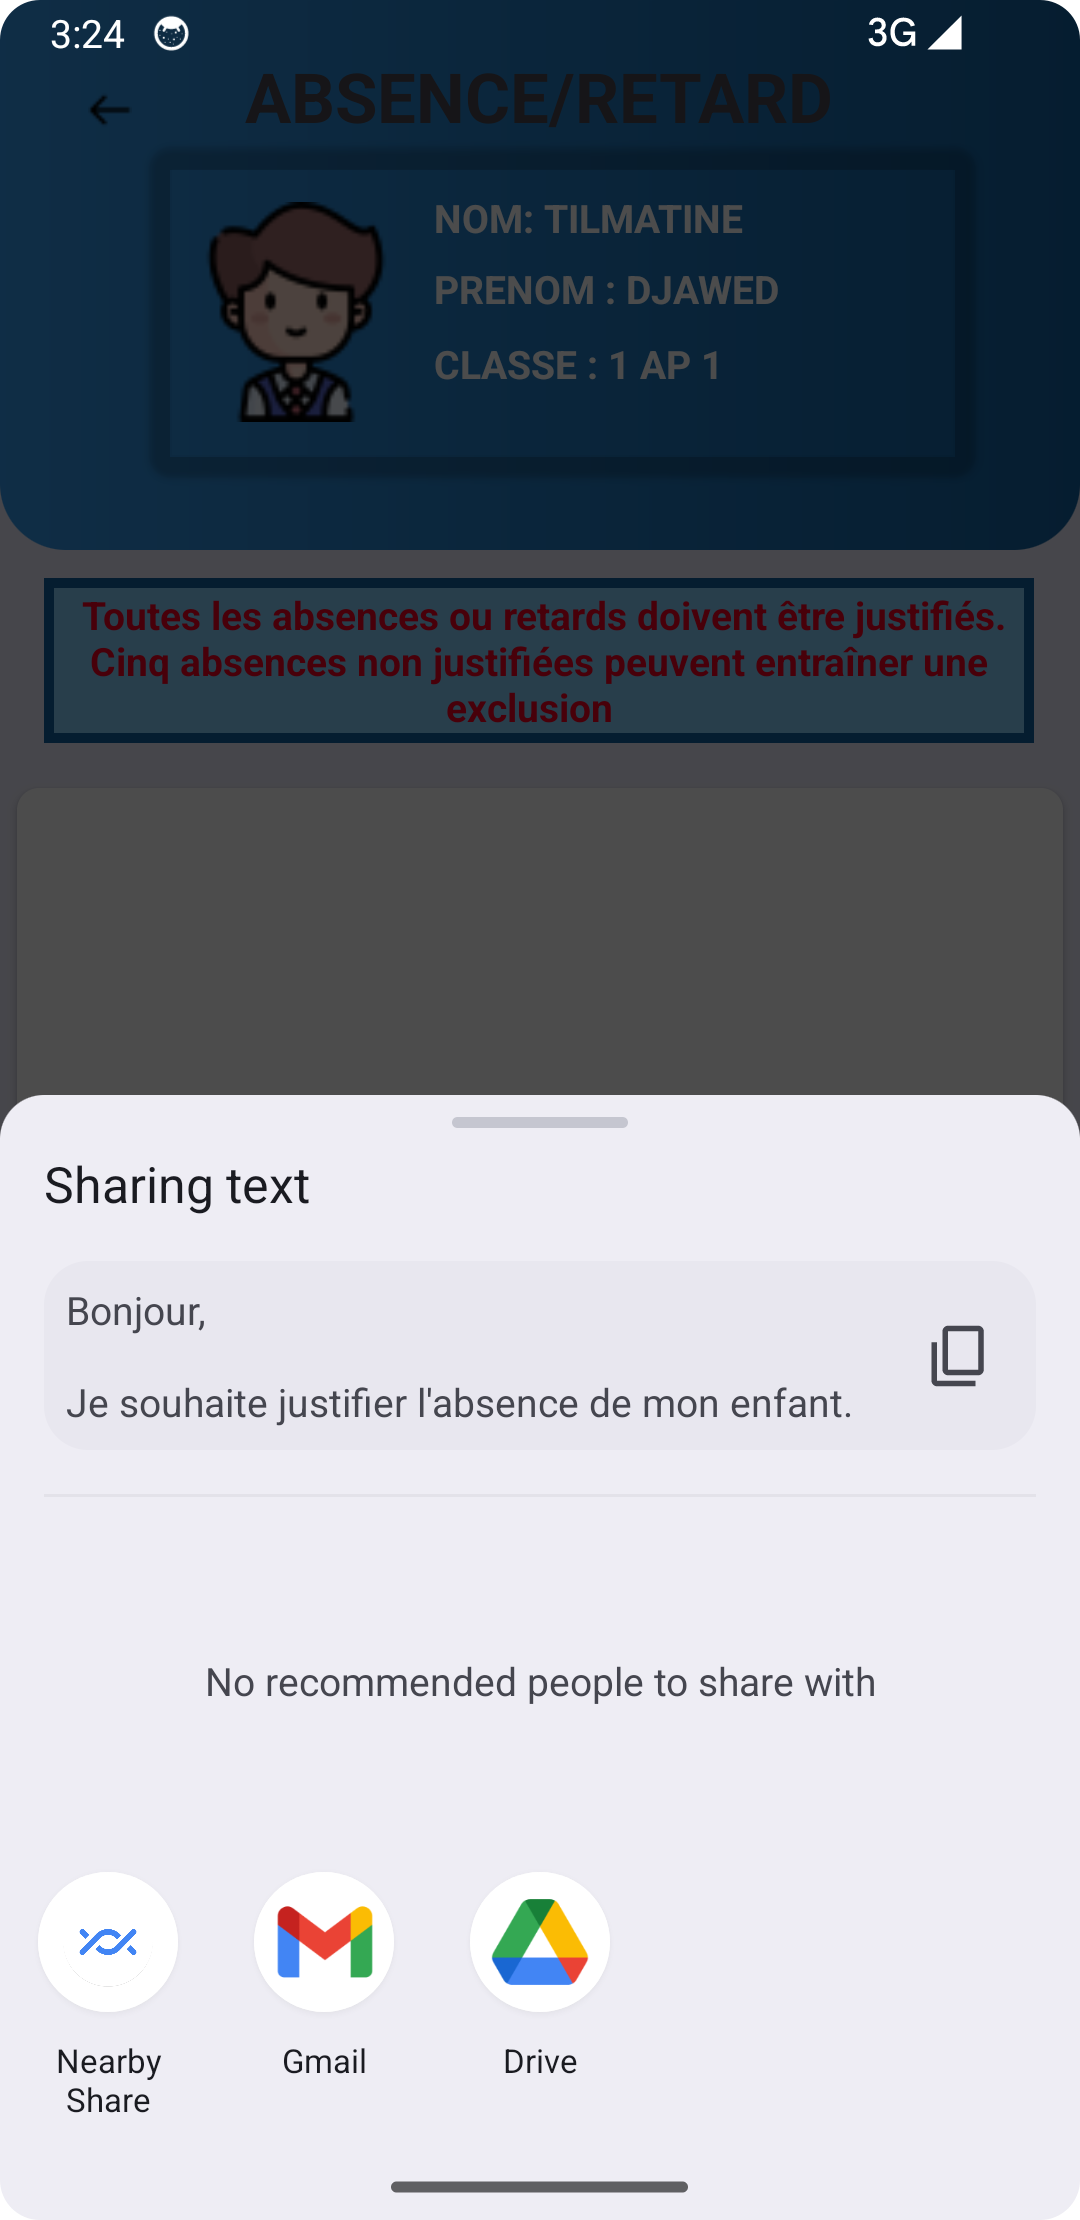 3:24
3G
ABSENCE/RETARD
NOM: TILMATINE
PRENOM : DJAWED
CLASSE : 1 AP 1
Toutes les absences ou retards doivent être justifiés.
Cinq absences non justifiées peuvent entraîner une
exclusion
Sharing text
Bonjour,
Je souhaite justifier l'absence de mon enfant.
No recommended people to share with
Nearby
Share
Gmail
Drive